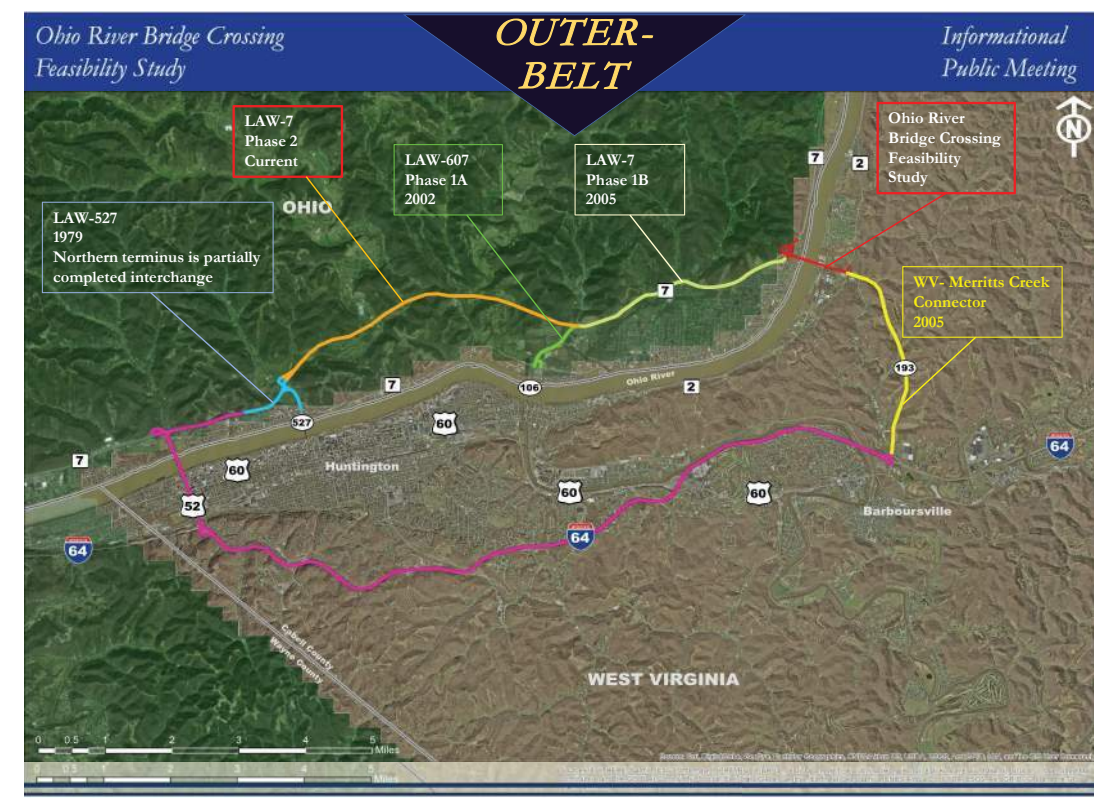 Ohio River Bridge Crossing
Feasibility Study
OUTER-
BELT
Informational
Public Meeting
N
LAW-7
Phase 2
Current
LAW-607
Phase 1A
2002
LAW-7
Phase 1B
2005
7
2
Ohio River
Bridge Crossing
Feasibility
Study
OHIO
LAW-527
1979
Northern terminus is partially
completed interchange
WV- Merritts Creek
Connector
2005
7
193
7
106
Ohio River
2
527
60
7
60
Huntington
64
52
60
60
Barboursville
64
64
Cabell County
Wayne County
WEST VIRGINIA
0 0.5 1 2 3 4 5
Miles
0 0.5 1 2 3 4 5
Miles